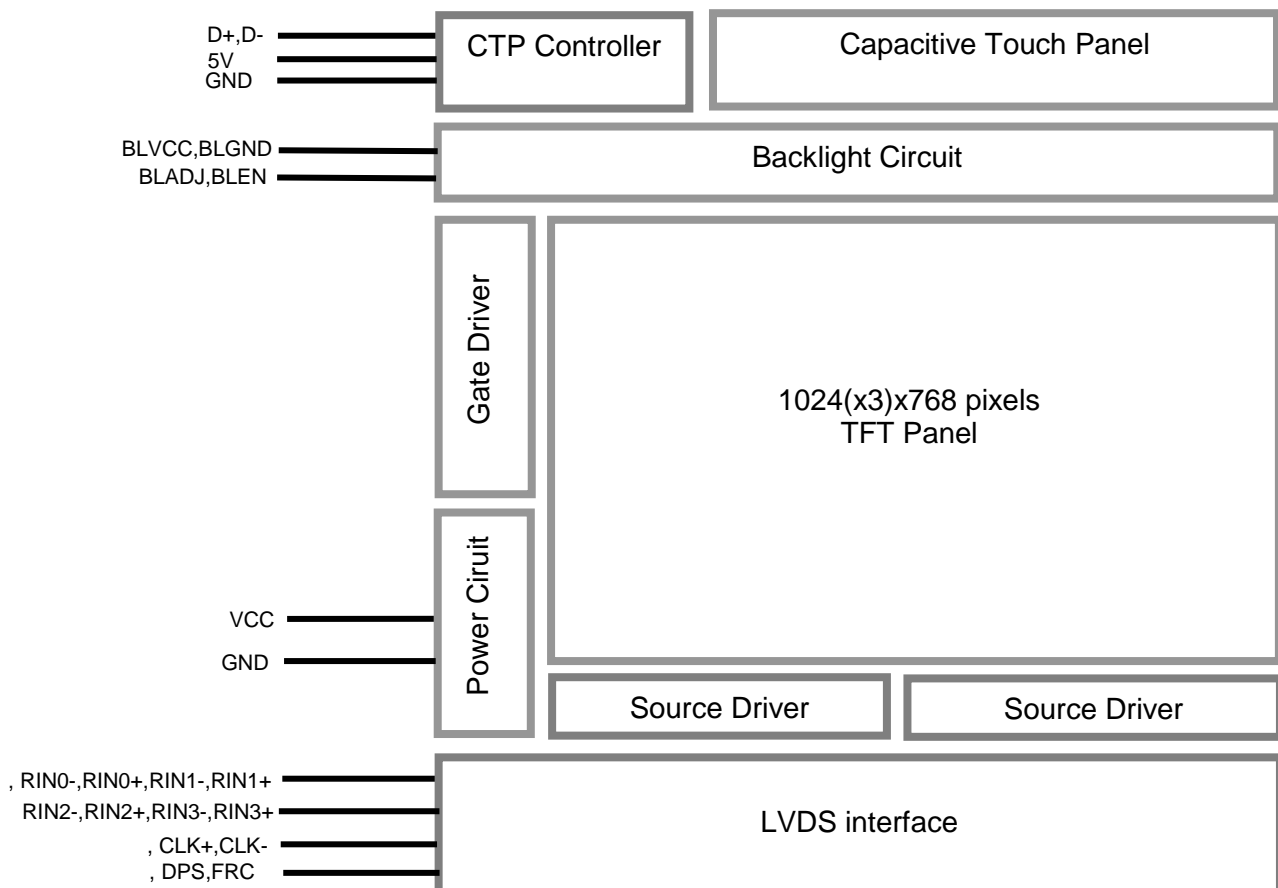 D+,D-
5V
GND
CTP Controller
Capacitive Touch Panel
BLVCC,BLGND
BLADJ,BLEN
Backlight Circuit
Gate Driver
1024(x3)x768 pixels
TFT Panel
Power Ciruit
VCC
GND
Source Driver
Source Driver
, RIN0-,RIN0+,RIN1-,RIN1+
RIN2-,RIN2+,RIN3-,RIN3+
, CLK+,CLK-
, DPS,FRC
LVDS interface